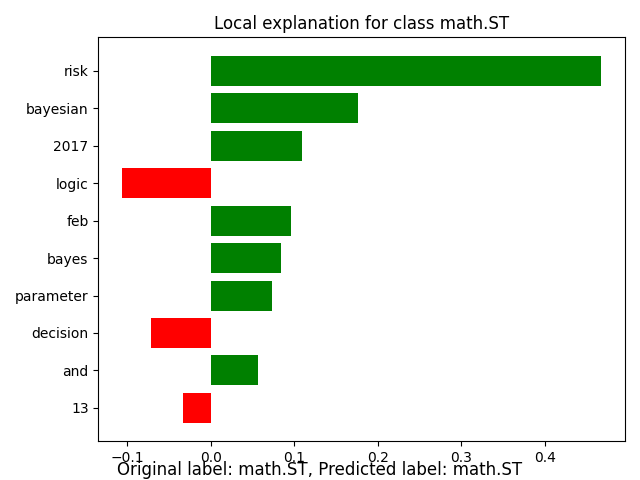 Local explanation for class math.ST
risk
bayesian
2017
logic
feb
bayes
parameter
decision
and
13
−0.1 0.0 0.1 0.2 0.3 0.4
Original label: math.ST, Predicted label: math.ST